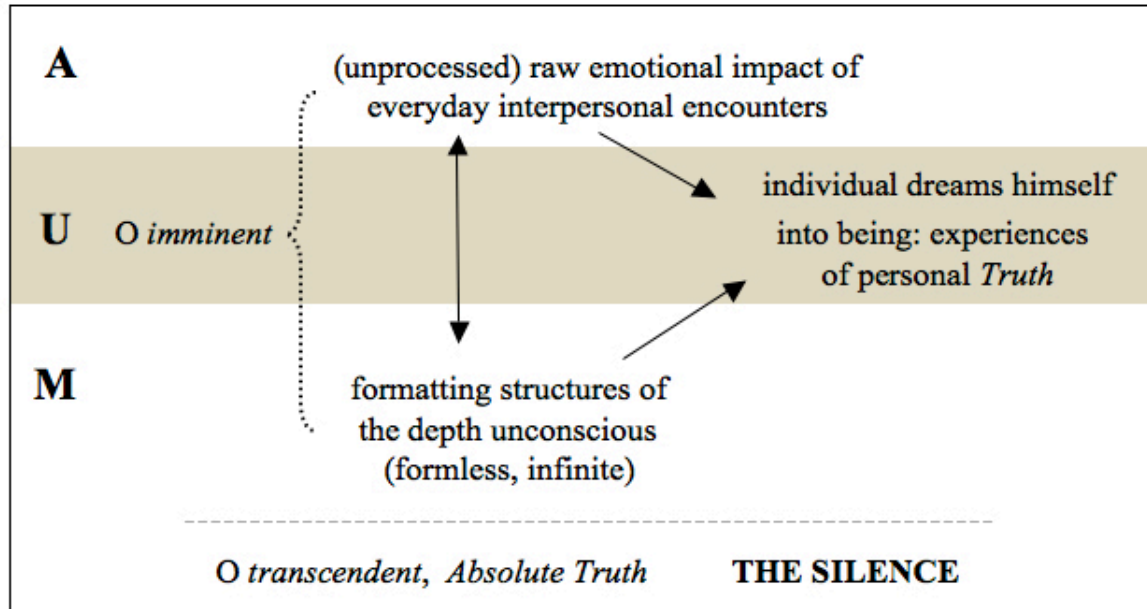 A
(unprocessed) raw emotional impact of
everyday interpersonal encounters
U
O imminent
individual dreams himself
into being: experiences
of personal Truth
M
formatting structures of
the depth unconscious
(formless, infinite)
O transcendent, Absolute Truth THE SILENCE